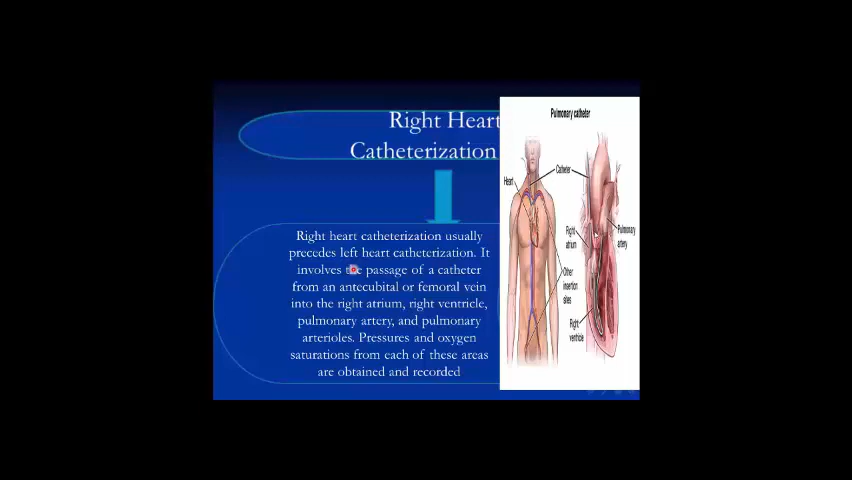 Right Heart
Catheterization
Right heart catheterization usually
precedes left heart catheterization. It
involves the passage of a catheter
from an antecubital or femoral vein
into the right atrium, right ventricle,
pulmonary artery, and pulmonary
arterioles. Pressures and oxygen
saturations from each of these areas
are obtained and recorded
Pulmonary catheter
Heart
Catheter
Right
atrium
Pulmonary
artery
Other
insertion
sites
Right
ventricle